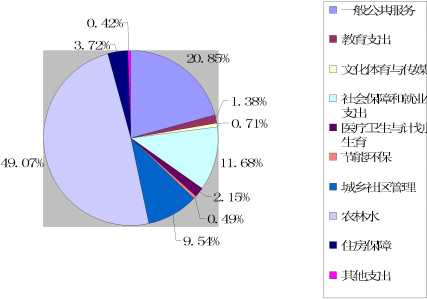 0.42%
3.72%
20.85%
1.38%
0.71%
11.68%
2.15%
0.49%
9.54%
49.07%
一般公共服务
教育支出
文化体育与传媒
社会保障和就业
支出
医疗卫生与计划
生育
节能环保
城乡社区管理
农林水
住房保障
其他支出